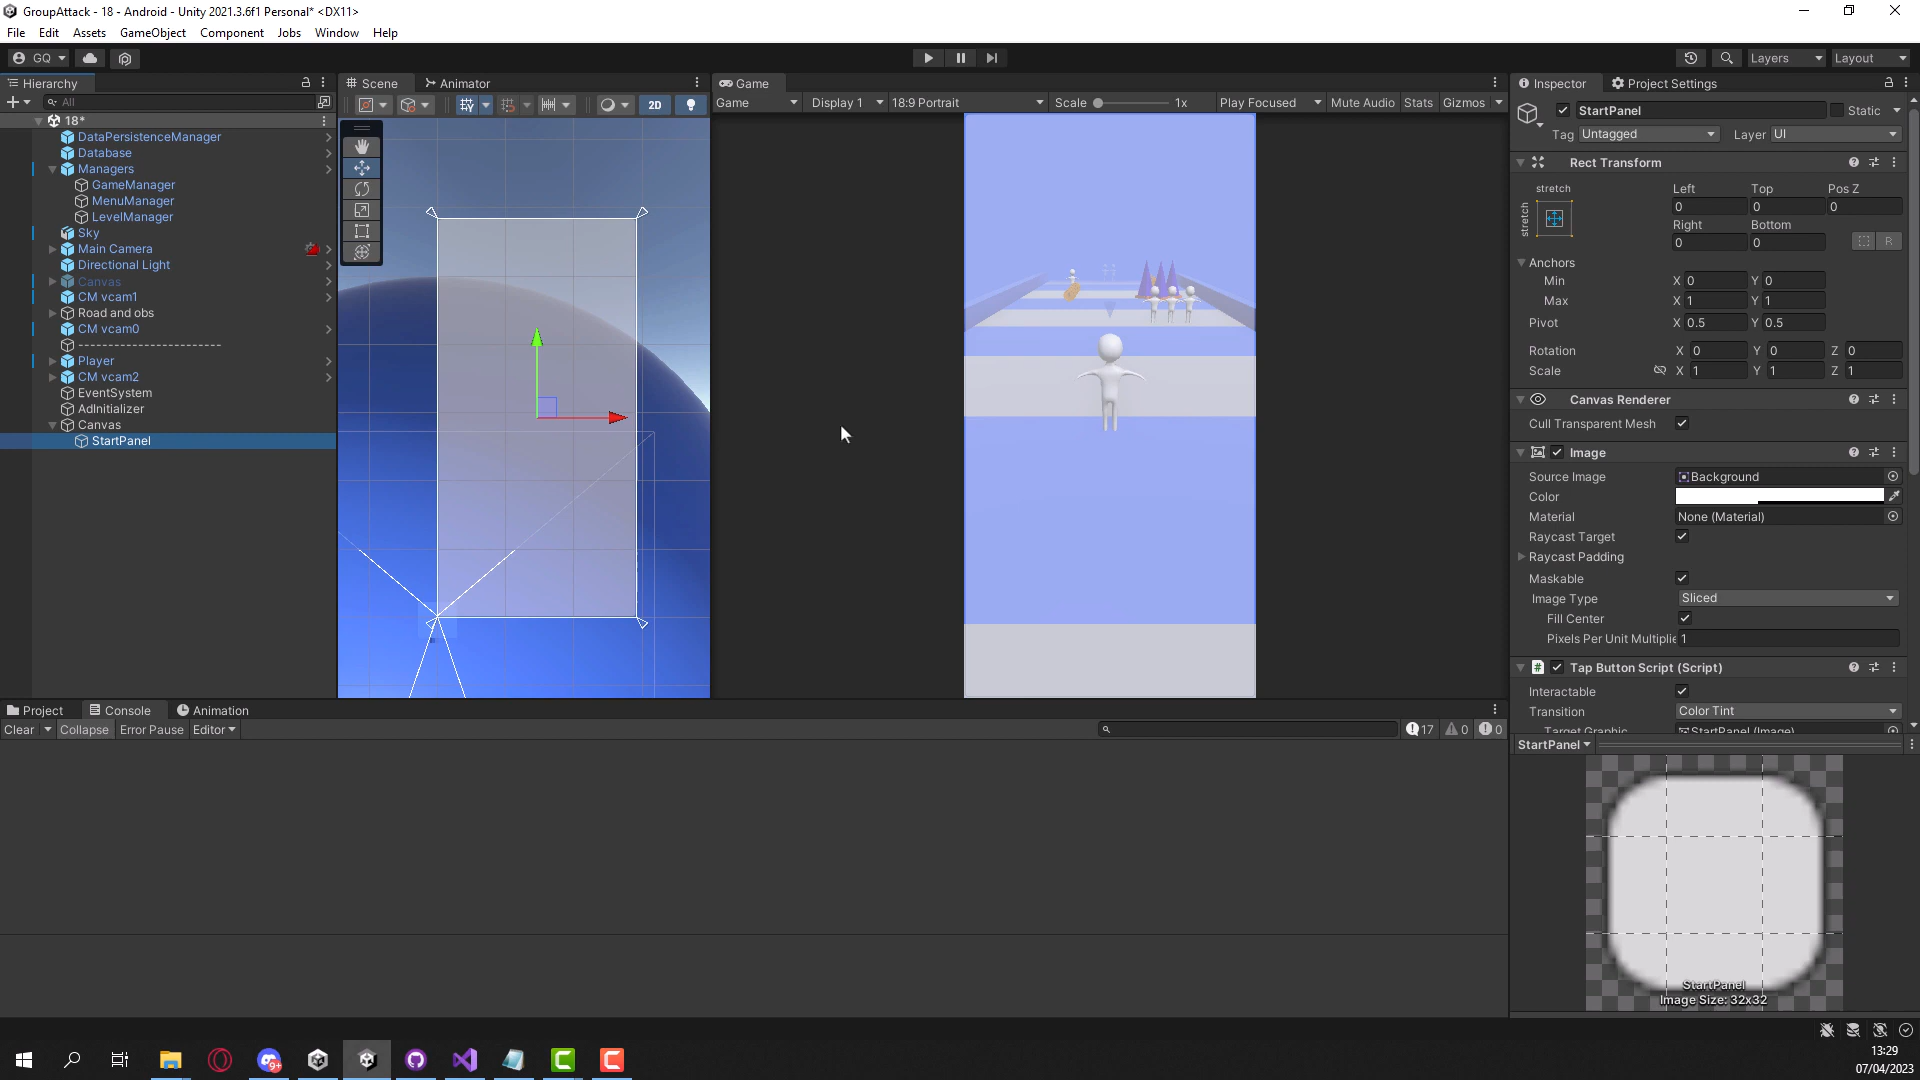 GroupAttack - 18 - Android - Unity 2021.3.6f1 Personal* <DX11>
File Edit Assets GameObject Component Jobs Window Help
GQ
Layers Layout
Hierarchy
All
18*
DataPersistenceManager
Database
Managers
GameManager
MenuManager
LevelManager
Sky
Main Camera
Directional Light
Canvas
CM vcam1
Road and obs
CM vcam0
-----------------------
Player
CM vcam2
EventSystem
AdInitializer
Canvas
StartPanel
Scene Animator
2D
Game
Game Display 1 18:9 Portrait Scale 1x Play Focused Mute Audio Stats Gizmos
Inspector Project Settings
StartPanel Static
Tag Untagged Layer UI
Rect Transform
stretch
stretch
Left Top Pos Z
0 0 0
Right Bottom
0 0 R
Anchors
Min X 0 Y 0
Max X 1 Y 1
Pivot X 0.5 Y 0.5
Rotation X 0 Y 0 Z 0
Scale X 1 Y 1 Z 1
Canvas Renderer
Cull Transparent Mesh
Image
Source Image Background
Color
Material None (Material)
Raycast Target
Raycast Padding
Maskable
Image Type Sliced
Fill Center
Pixels Per Unit Multiplie 1
# Tap Button Script (Script)
Interactable
Transition Color Tint
Target Graphic StartPanel (Image)
StartPanel
StartPanel
Image Size: 32x32
Project Console Animation
Clear Collapse Error Pause Editor 17 0 0
9+
13:29
07/04/2023